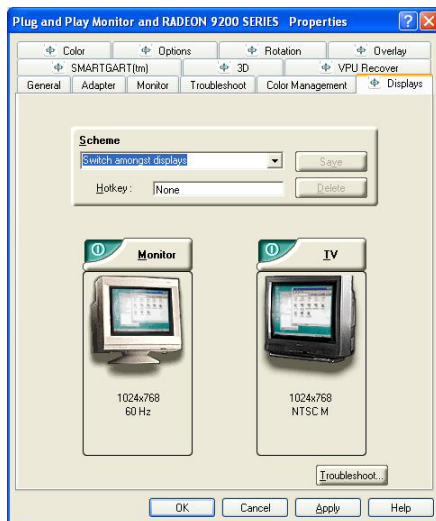 Plug and Play Monitor and RADEON 9200 SERIES Properties
Color Options Rotation Overlay
SMARTGART(tm) 3D VPU Recover
General Adapter Monitor Troubleshoot Color Management Displays
Scheme
Switch amongst displays Save
Hotkey: None Delete
Monitor TV
1024x768 1024x768
60 Hz NTSC M
Troubleshoot...
OK Cancel Apply Help